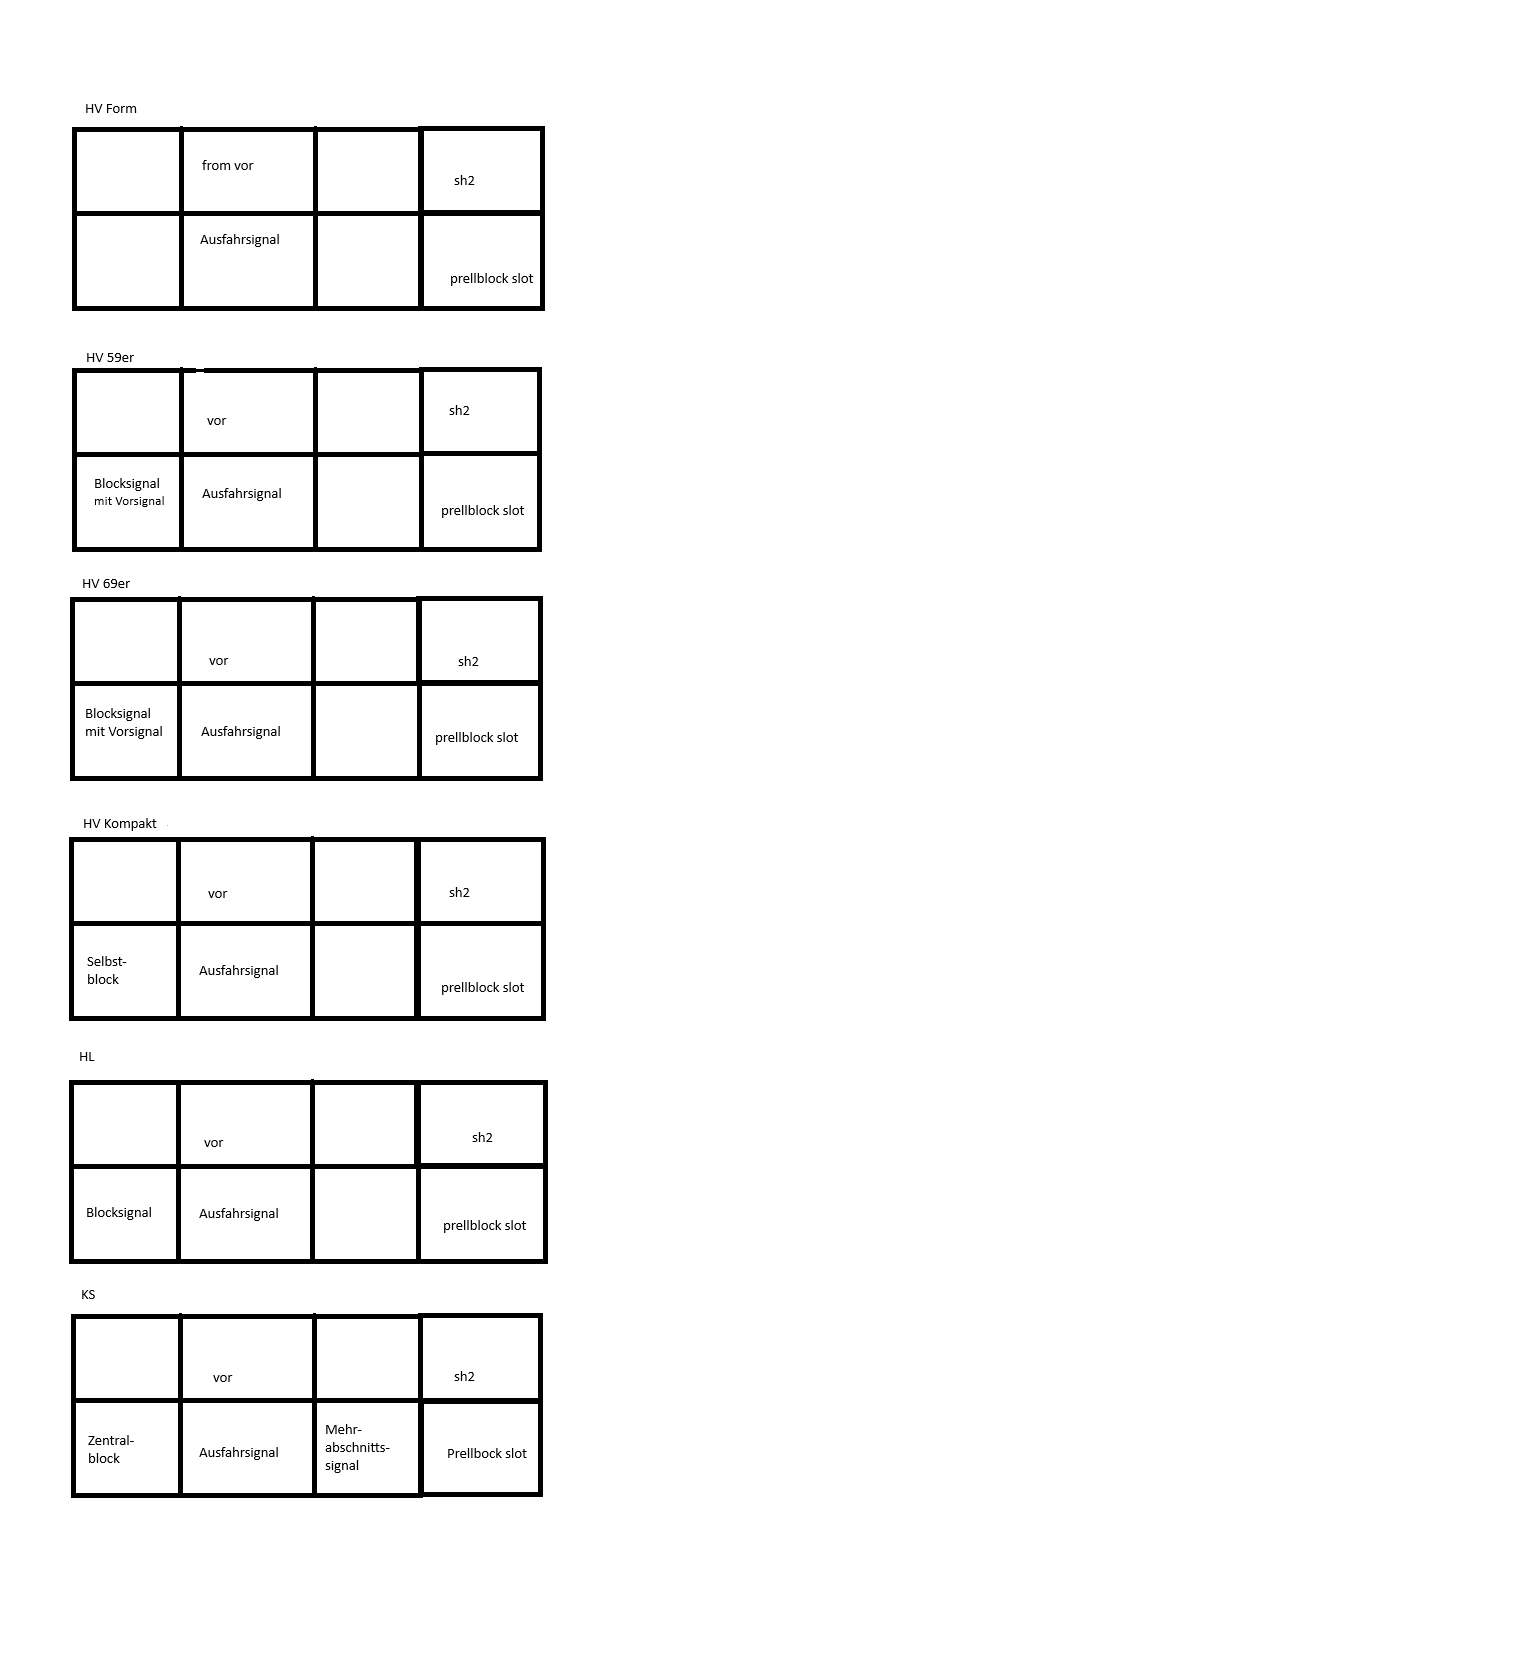 HV Form
from vor
sh2
Ausfahrsignal
prellblock slot
HV 59er
vor
sh2
Blocksignal
mit Vorsignal
Ausfahrsignal
prellblock slot
HV 69er
vor
sh2
Blocksignal
mit Vorsignal
Ausfahrsignal
prellblock slot
HV Kompakt
vor
sh2
Selbst-
block
Ausfahrsignal
prellblock slot
HL
vor
sh2
Blocksignal
Ausfahrsignal
prellblock slot
KS
vor
sh2
Zentral-
block
Ausfahrsignal
Mehr-
abschnitts-
signal
Prellbock slot